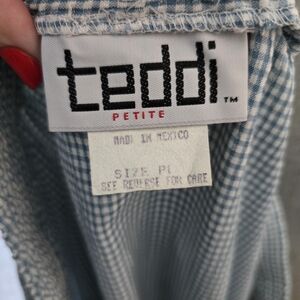 teddi TM
PETITE
MADE IN MEXICO
SIZE PL
SEE REVERSE FOR CARE